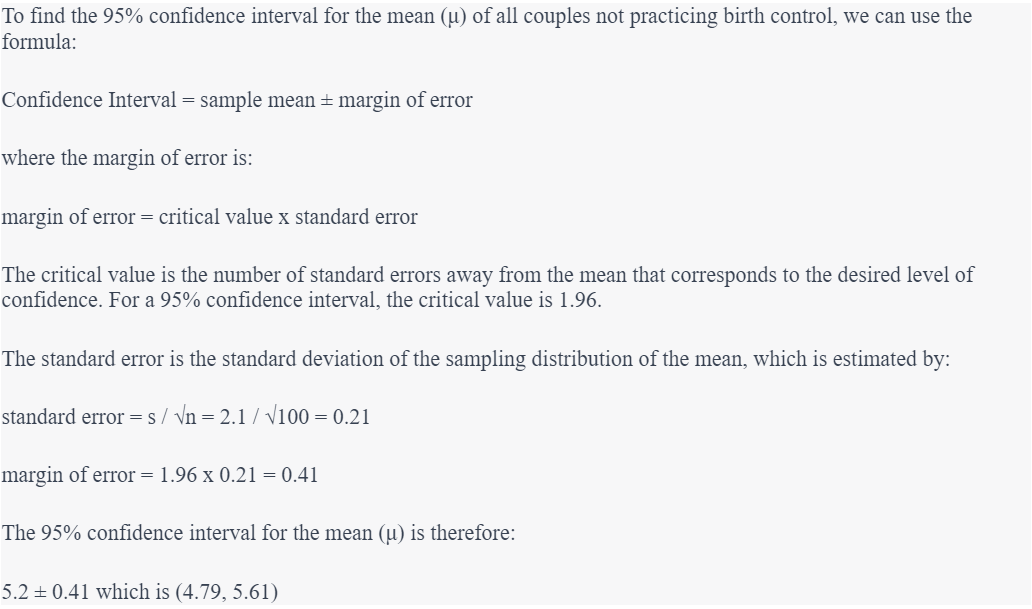 To find the 95% confidence interval for the mean (μ) of all couples not practicing birth control, we can use the
formula:
Confidence Interval = sample mean ± margin of error
where the margin of error is:
margin of error = critical value x standard error
The critical value is the number of standard errors away from the mean that corresponds to the desired level of
confidence. For a 95% confidence interval, the critical value is 1.96.
The standard error is the standard deviation of the sampling distribution of the mean, which is estimated by:
standard error = s / √n = 2.1 / √100 = 0.21
margin of error = 1.96 x 0.21 = 0.41
The 95% confidence interval for the mean (μ) is therefore:
5.2 ± 0.41 which is (4.79, 5.61)